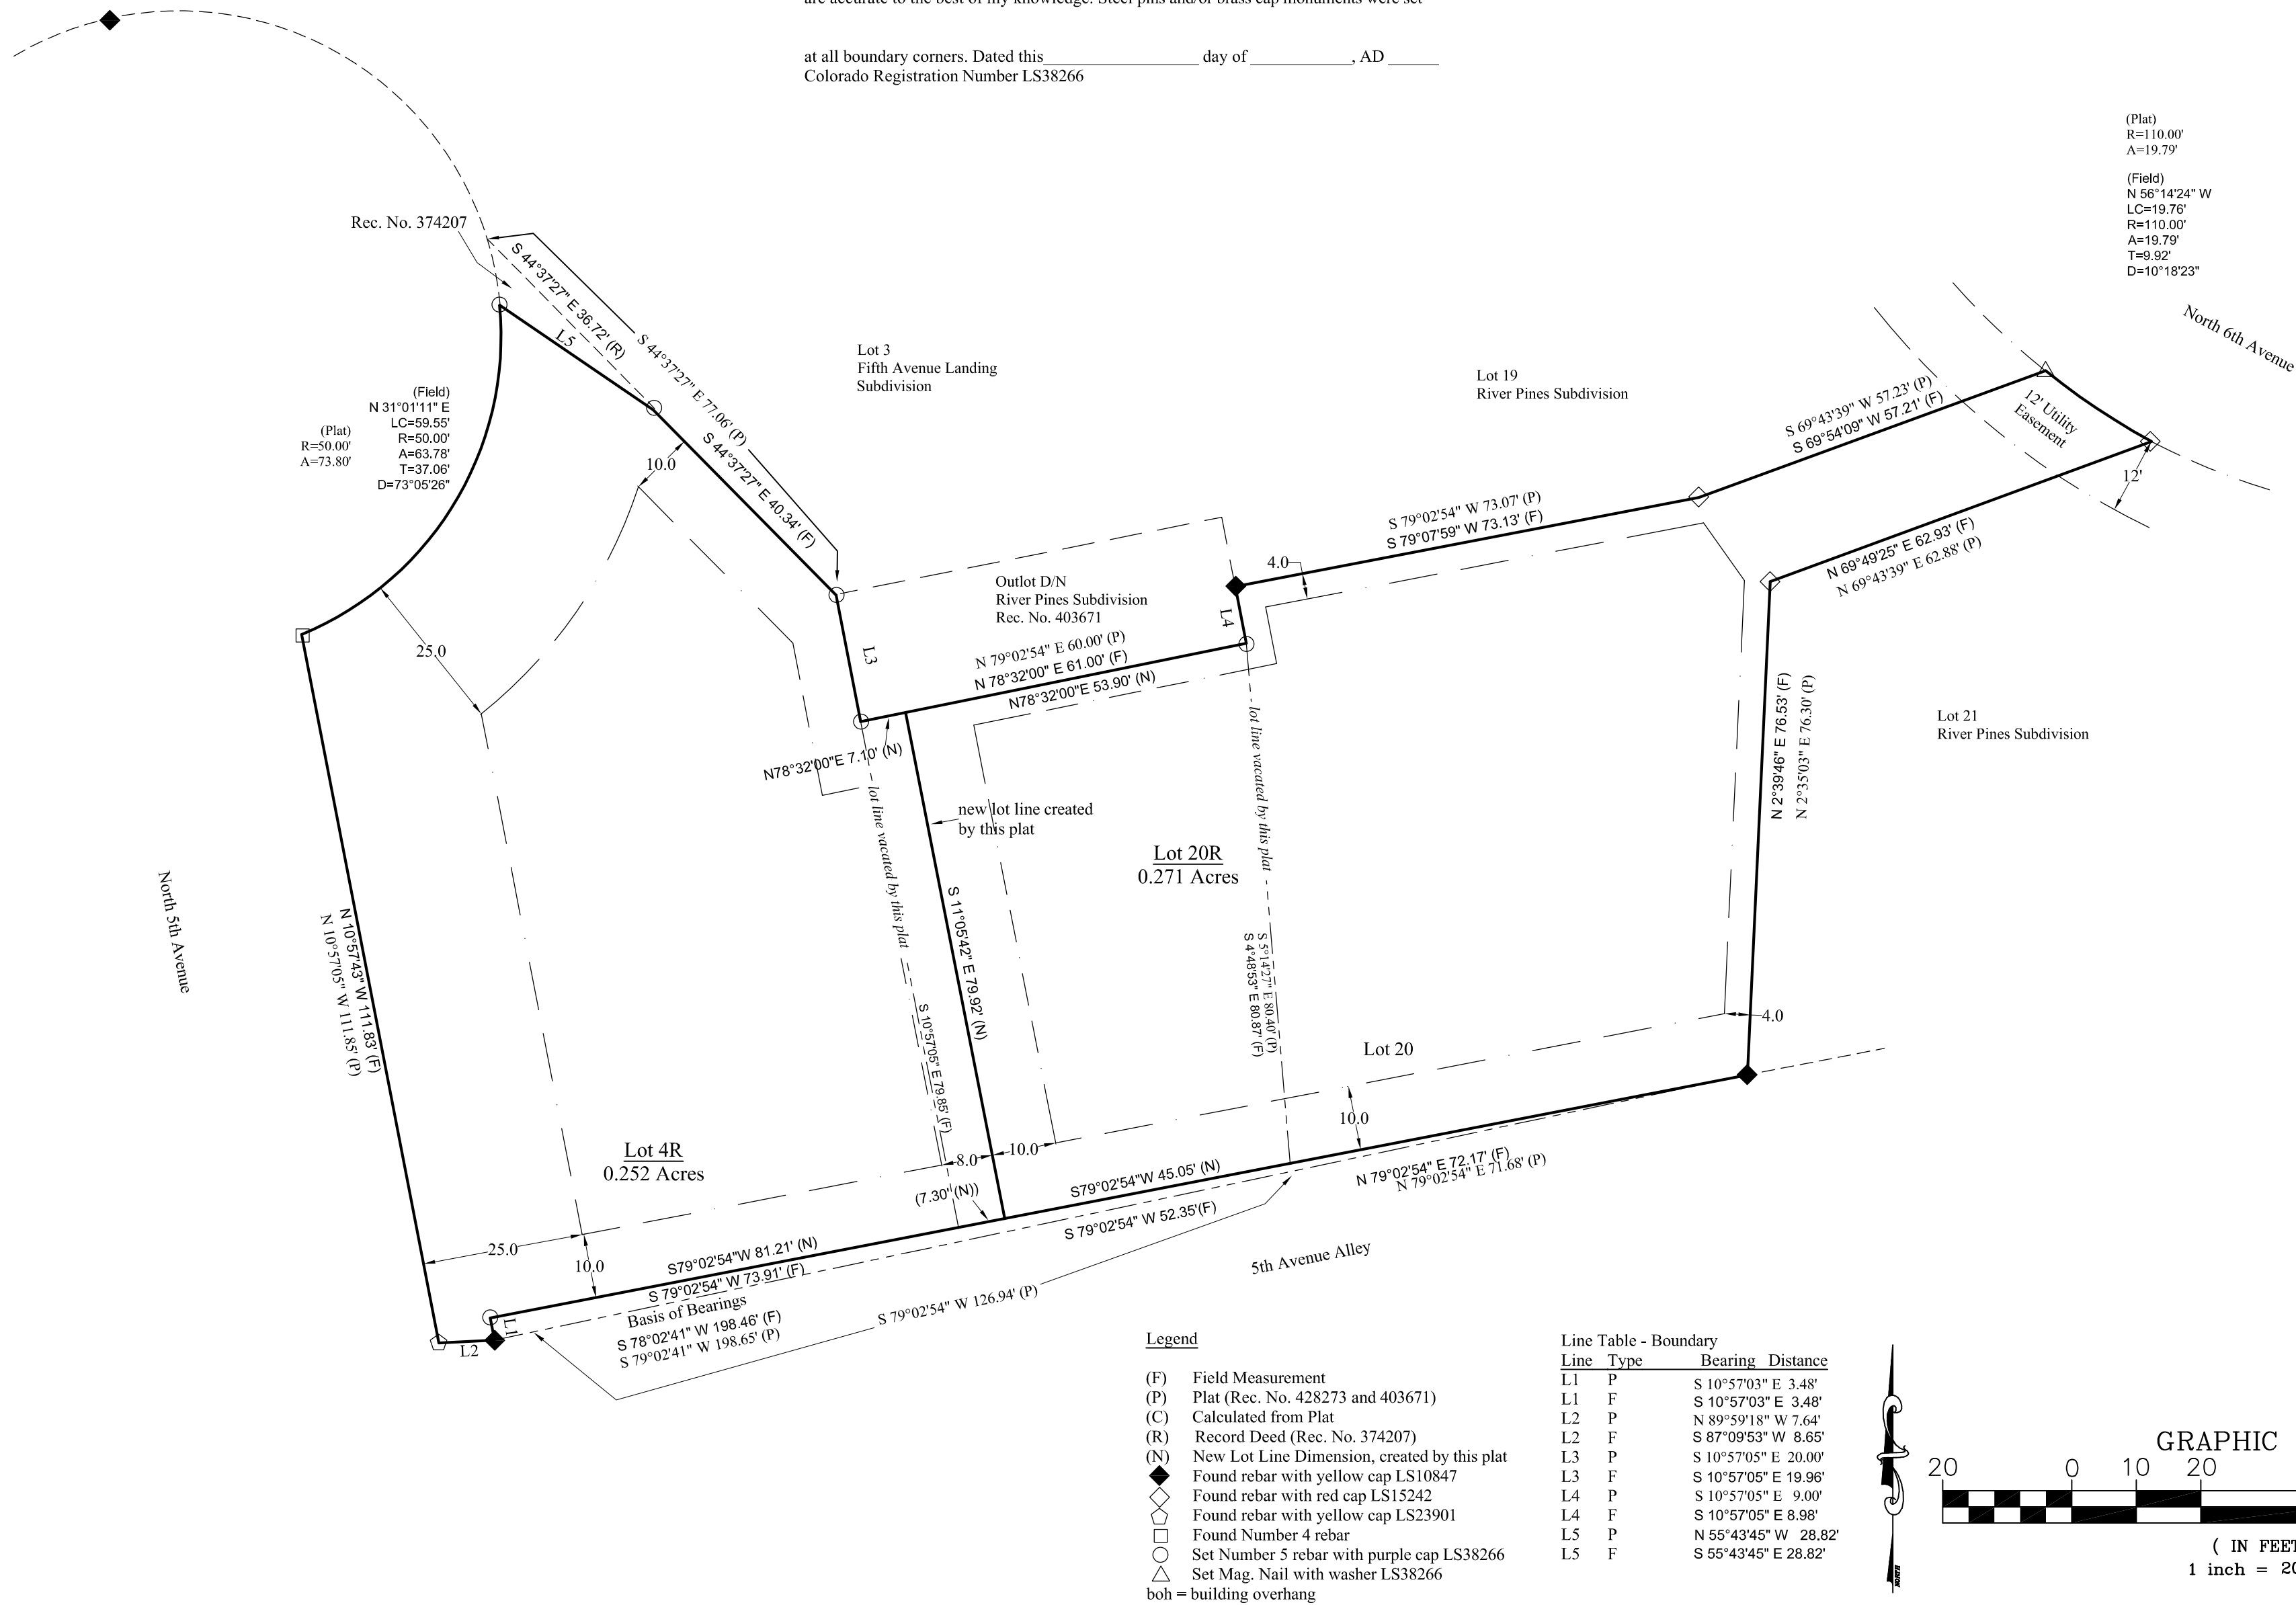 are accurate to the best of my knowledge. Steel pins and/or brass cap monuments were set
at all boundary corners. Dated this____ day of ____, AD ____
Colorado Registration Number LS38266
(Plat)
R=110.00'
A=19.79'
(Field)
N 56°14'24" W
LC=19.76'
R=110.00'
A=19.79'
T=9.92'
D=10°18'23"
North 6th Avenue
Rec. No. 374207
S 44°37'27" E 36.72' (R)
L5
S 44°37'27" E 77.06' (P)
S 44°37'27" E 40.34' (F)
10.0
Lot 3
Fifth Avenue Landing
Subdivision
Lot 19
River Pines Subdivision
S 69°43'39" W 57.23' (P)
S 69°54'09" W 57.21' (F)
12' Utility
Easement
12'
(Field)
N 31°01'11" E
LC=59.55'
R=50.00'
A=63.78'
T=37.06'
D=73°05'26"
(Plat)
R=50.00'
A=73.80'
S 79°02'54" W 73.07' (P)
S 79°07'59" W 73.13' (F)
4.0
N 69°49'25" E 62.93' (F)
N 69°43'39" E 62.88' (P)
Outlot D/N
River Pines Subdivision
Rec. No. 403671
L4
L3
25.0
N 79°02'54" E 60.00' (P)
N 78°32'00" E 61.00' (F)
N78°32'00"E 53.90' (N)
N78°32'00"E 7.10' (N)
N 2°39'46" E 76.53' (F)
N 2°35'03" E 76.30' (P)
Lot 21
River Pines Subdivision
new lot line created
by this plat
lot line vacated by this plat
- lot line vacated by this plat -
Lot 20R
0.271 Acres
North 5th Avenue
N 10°57'43" W 111.83' (F)
N 10°57'05" W 111.85' (P)
S 11°05'42" E 79.92' (N)
S 10°57'05" E 79.85' (F)
S 5°14'27" E 80.40' (P)
S 4°48'53" E 80.87' (F)
4.0
Lot 20
10.0
Lot 4R
0.252 Acres
8.0
10.0
(7.30' (N))
S79°02'54"W 45.05' (N)
S 79°02'54" W 52.35'(F)
N 79°02'54" E 72.17' (F)
N 79°02'54" E 71.68' (P)
25.0
10.0
S79°02'54"W 81.21' (N)
S 79°02'54" W 73.91' (F)
Basis of Bearings
S 78°02'41" W 198.46' (F)
S 79°02'41" W 198.65' (P)
S 79°02'54" W 126.94' (P)
5th Avenue Alley
L1
L2
Legend
(F) Field Measurement
(P) Plat (Rec. No. 428273 and 403671)
(C) Calculated from Plat
(R) Record Deed (Rec. No. 374207)
(N) New Lot Line Dimension, created by this plat
Found rebar with yellow cap LS10847
Found rebar with red cap LS15242
Found rebar with yellow cap LS23901
Found Number 4 rebar
Set Number 5 rebar with purple cap LS38266
Set Mag. Nail with washer LS38266
boh = building overhang
Line Table - Boundary
Line Type Bearing Distance
L1 P S 10°57'03" E 3.48'
L1 F S 10°57'03" E 3.48'
L2 P N 89°59'18" W 7.64'
L2 F S 87°09'53" W 8.65'
L3 P S 10°57'05" E 20.00'
L3 F S 10°57'05" E 19.96'
L4 P S 10°57'05" E 9.00'
L4 F S 10°57'05" E 8.98'
L5 P N 55°43'45" W 28.82'
L5 F S 55°43'45" E 28.82'
GRAPHIC
20 0 10 20
( IN FEET
1 inch = 20